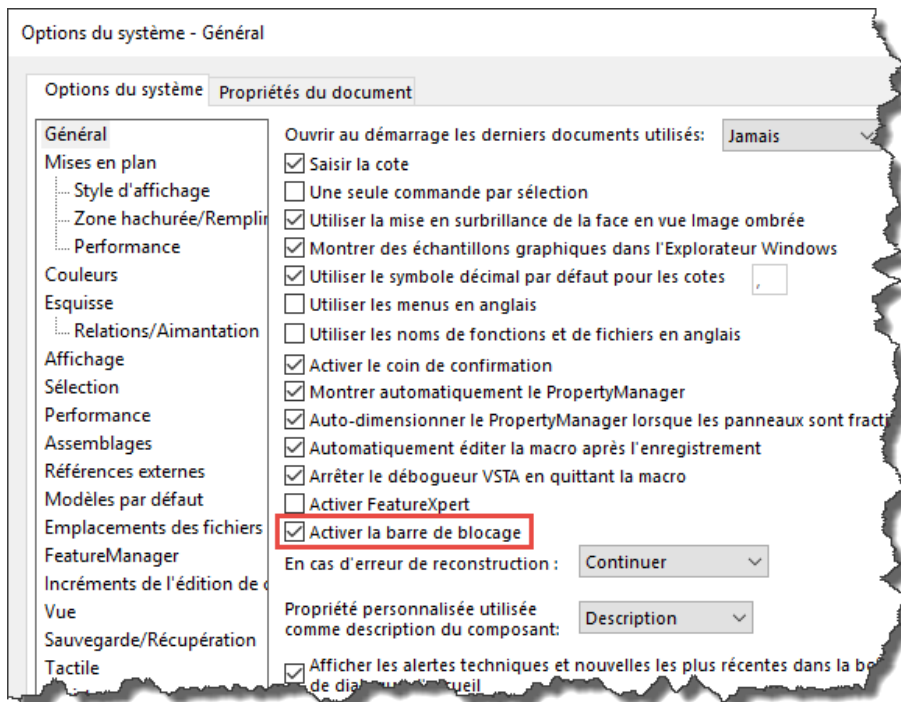 Options du système - Général
Options du système
Propriétés du document
Général
Mises en plan
Style d'affichage
Zone hachurée/Remplir
Performance
Couleurs
Esquisse
Relations/Aimantation
Affichage
Sélection
Performance
Assemblages
Références externes
Modèles par défaut
Emplacements des fichiers
FeatureManager
Incréments de l'édition de
Vue
Sauvegarde/Récupération
Tactile
Ouvrir au démarrage les derniers documents utilisés: Jamais
Saisir la cote
Une seule commande par sélection
Utiliser la mise en surbrillance de la face en vue Image ombrée
Montrer des échantillons graphiques dans l'Explorateur Windows
Utiliser le symbole décimal par défaut pour les cotes ,
Utiliser les menus en anglais
Utiliser les noms de fonctions et de fichiers en anglais
Activer le coin de confirmation
Montrer automatiquement le PropertyManager
Auto-dimensionner le PropertyManager lorsque les panneaux sont fracti
Automatiquement éditer la macro après l'enregistrement
Arrêter le débogueur VSTA en quittant la macro
Activer FeatureXpert
Activer la barre de blocage
En cas d'erreur de reconstruction : Continuer
Propriété personnalisée utilisée
comme description du composant: Description
Afficher les alertes techniques et nouvelles les plus récentes dans la
de